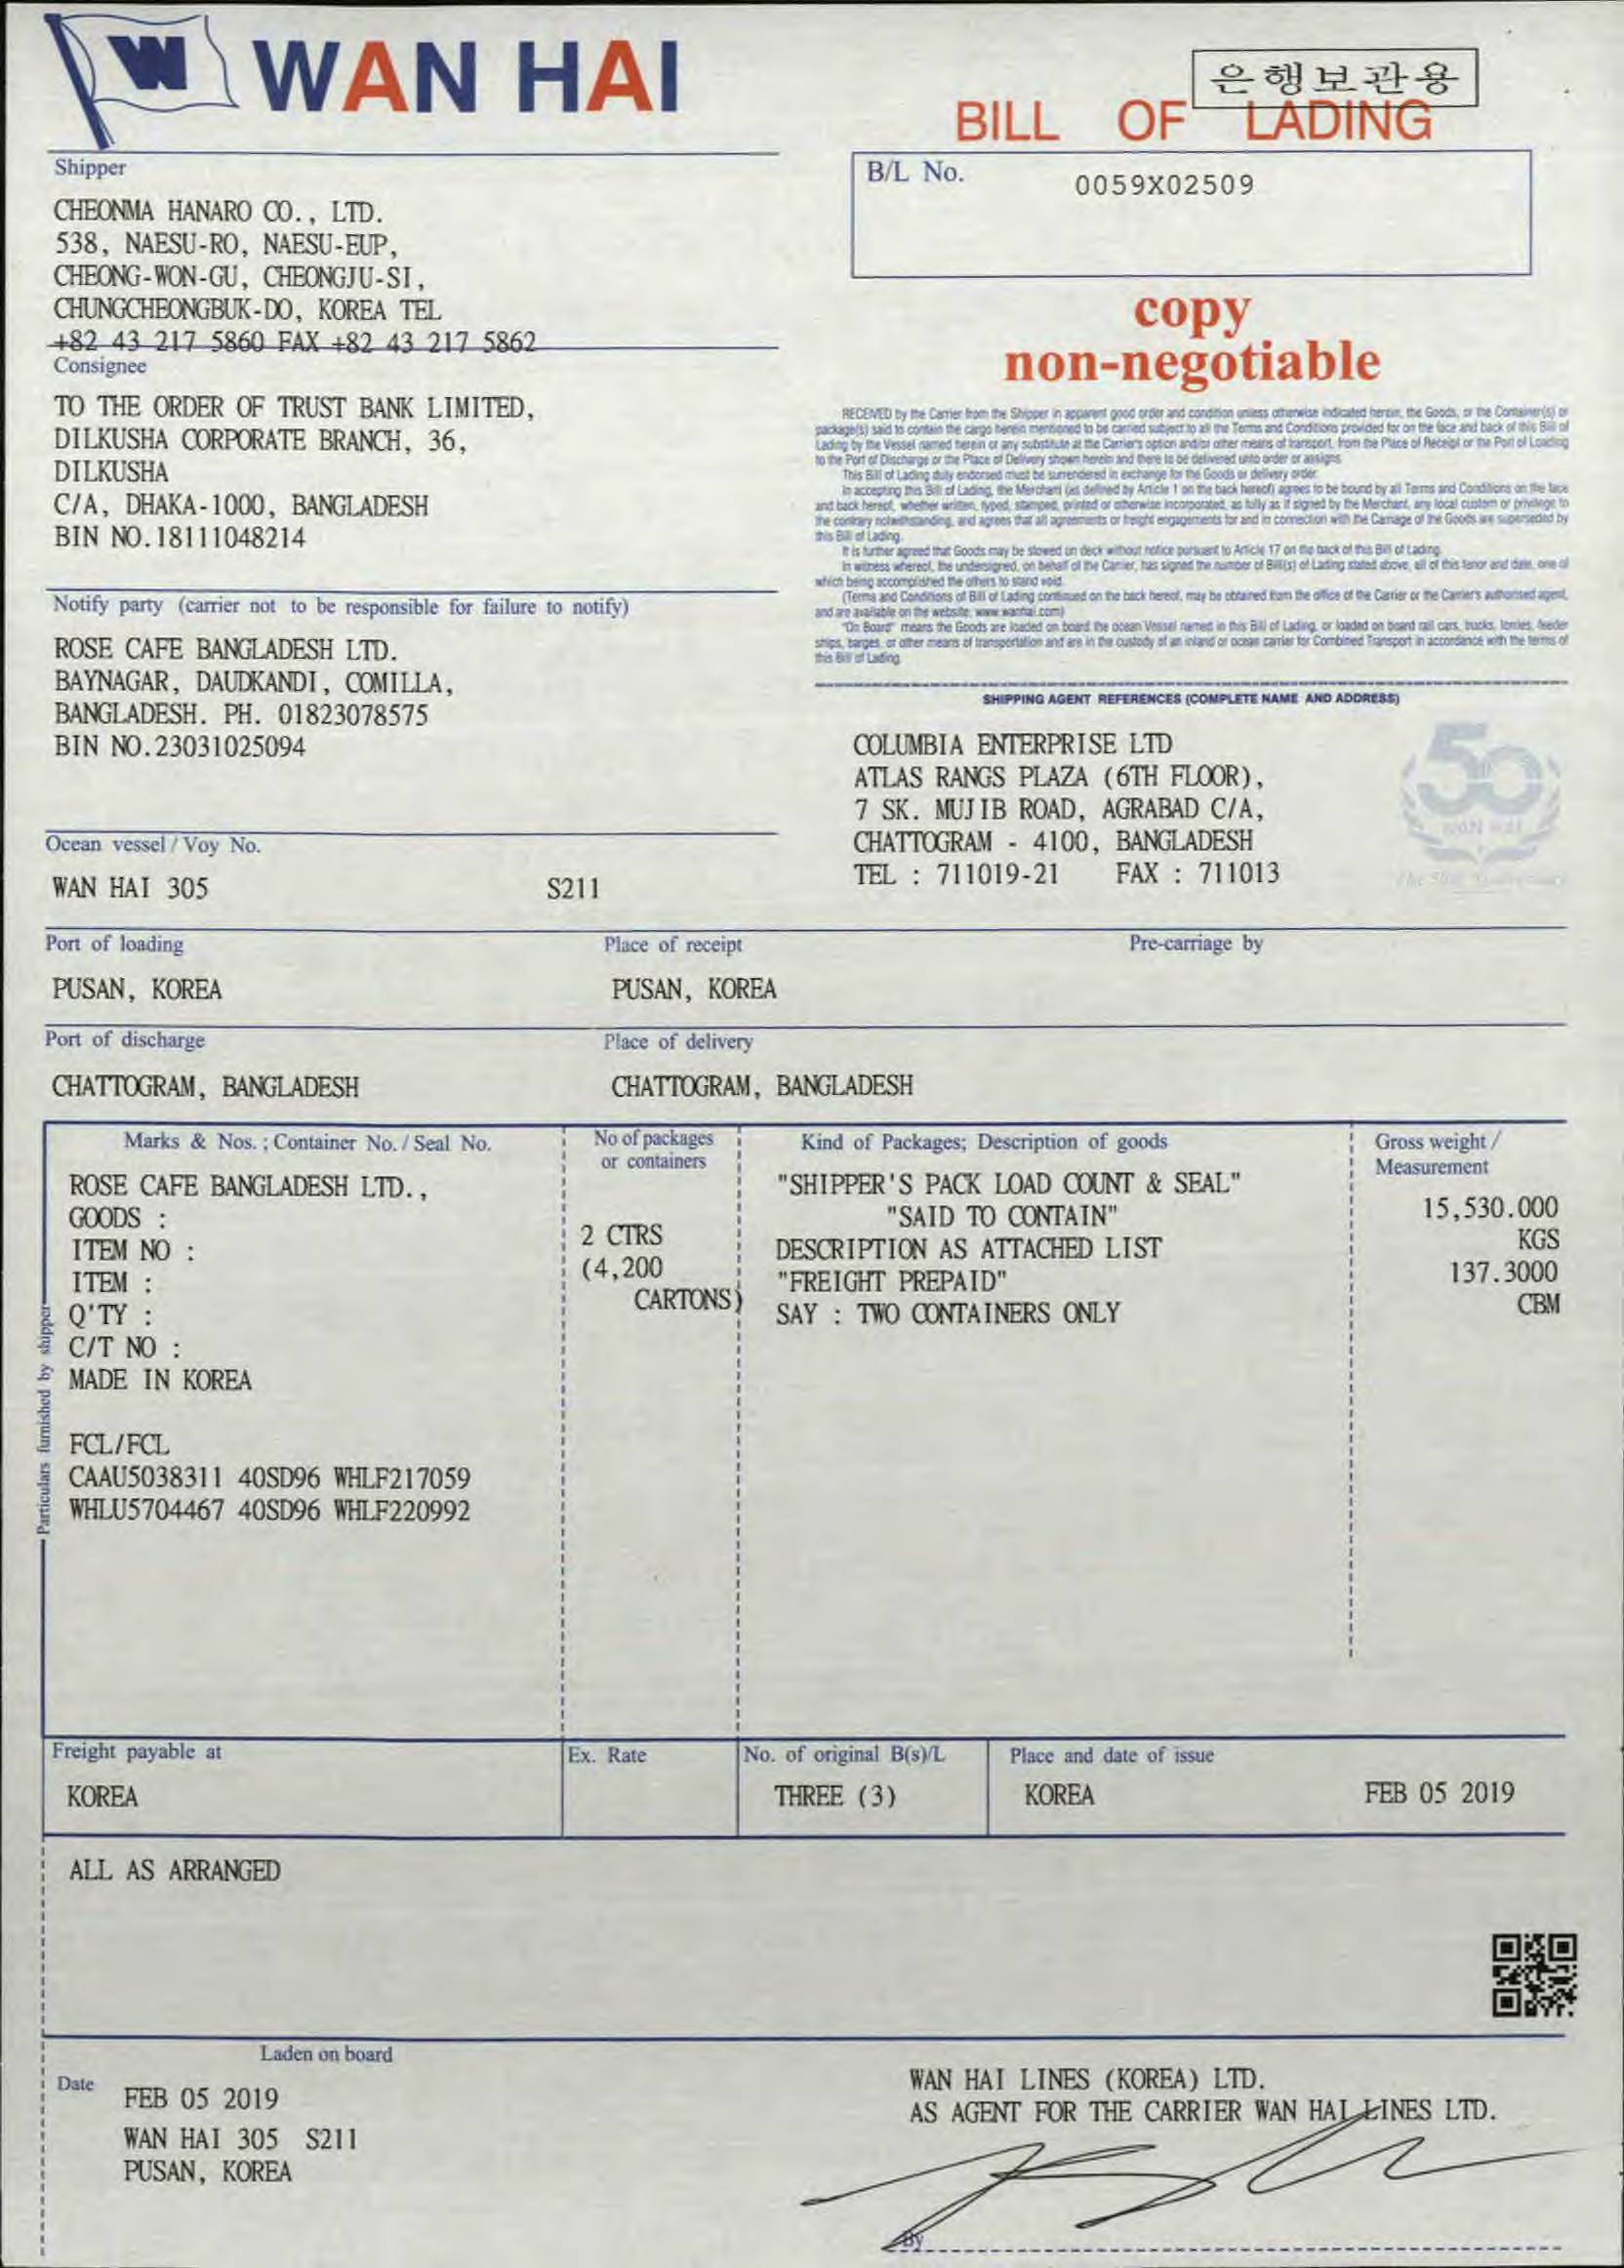 W WAN HAI
은행보관용
BILL OF LADING
Shipper
CHEONMA HANARO CO., LTD.
538, NAESU-RO, NAESU-EUP,
CHEONG-WON-GU, CHEONGJU-SI,
CHUNGCHEONGBUK-DO, KOREA TEL
+82 43 217 5860 FAX +82 43 217 5862
B/L No. 0059X02509
copy
non-negotiable
Consignee
TO THE ORDER OF TRUST BANK LIMITED,
DILKUSHA CORPORATE BRANCH, 36,
DILKUSHA
C/A, DHAKA-1000, BANGLADESH
BIN NO.18111048214
RECEIVED by the Carrier from the Shipper in apparent good order and condition unless otherwise indicated herein, the Goods, or the Container(s) or
package(s) said to contain the cargo herein mentioned to be carried subject to all the Terms and Conditions provided for on the face and back of this Bill of
Lading by the Vessel named herein or any substitute at the Carrier's option and/or other means of transport, from the Place of Receipt or the Port of Loading
to the Port of Discharge or the Place of Delivery shown herein and there to be delivered unto order or assigns.
This Bill of Lading duly endorsed must be surrendered in exchange for the Goods or delivery order.
In accepting this Bill of Lading, the Merchant (as defined by Article 1 on the back hereof) agrees to be bound by all Terms and Conditions on the face
and back hereof, whether written, typed, stamped, printed or otherwise incorporated, as fully as if signed by the Merchant, any local custom or privilege to
the contrary notwithstanding, and agrees that all agreements or freight engagements for and in connection with the Carriage of the Goods are superseded by
this Bill of Lading.
It is further agreed that Goods may be stowed on deck without notice pursuant to Article 17 on the back of this Bill of Lading.
In witness whereof, the undersigned, on behalf of the Carrier, has signed the number of Bill(s) of Lading stated above, all of this tenor and date, one of
which being accomplished the others to stand void.
(Terms and Conditions of Bill of Lading continued on the back hereof, may be obtained from the office of the Carrier or the Carrier's authorised agent,
and are available on the website: www.wanhai.com)
"On Board" means the Goods are loaded on board the ocean Vessel named in this Bill of Lading, or loaded on board rail cars, trucks, lorries, feeder
ships, barges, or other means of transportation and are in the custody of an inland or ocean carrier for Combined Transport in accordance with the terms of
this Bill of Lading.
Notify party (carrier not to be responsible for failure to notify)
ROSE CAFE BANGLADESH LTD.
BAYNAGAR, DAUDKANDI, COMILLA,
BANGLADESH. PH. 01823078575
BIN NO.23031025094
SHIPPING AGENT REFERENCES (COMPLETE NAME AND ADDRESS)
COLUMBIA ENTERPRISE LTD
ATLAS RANGS PLAZA (6TH FLOOR),
7 SK. MUJIB ROAD, AGRABAD C/A,
CHATTOGRAM - 4100, BANGLADESH
TEL : 711019-21 FAX : 711013
50
WAN HAI
The 50th Anniversary
Ocean vessel / Voy No.
WAN HAI 305 S211
Port of loading Place of receipt Pre-carriage by
PUSAN, KOREA PUSAN, KOREA
Port of discharge Place of delivery
CHATTOGRAM, BANGLADESH CHATTOGRAM, BANGLADESH
Particulars furnished by shipper
Marks & Nos. ; Container No. / Seal No.
ROSE CAFE BANGLADESH LTD.,
GOODS :
ITEM NO :
ITEM :
Q'TY :
C/T NO :
MADE IN KOREA
FCL/FCL
CAAU5038311 40SD96 WHLF217059
WHLU5704467 40SD96 WHLF220992
No of packages
or containers
2 CTRS
(4,200
CARTONS)
Kind of Packages; Description of goods
"SHIPPER'S PACK LOAD COUNT & SEAL"
"SAID TO CONTAIN"
DESCRIPTION AS ATTACHED LIST
"FREIGHT PREPAID"
SAY : TWO CONTAINERS ONLY
Gross weight /
Measurement
15,530.000
KGS
137.3000
CBM
Freight payable at Ex. Rate No. of original B(s)/L Place and date of issue
KOREA THREE (3) KOREA FEB 05 2019
ALL AS ARRANGED
Laden on board
Date FEB 05 2019
WAN HAI 305 S211
PUSAN, KOREA
WAN HAI LINES (KOREA) LTD.
AS AGENT FOR THE CARRIER WAN HAI LINES LTD.
By